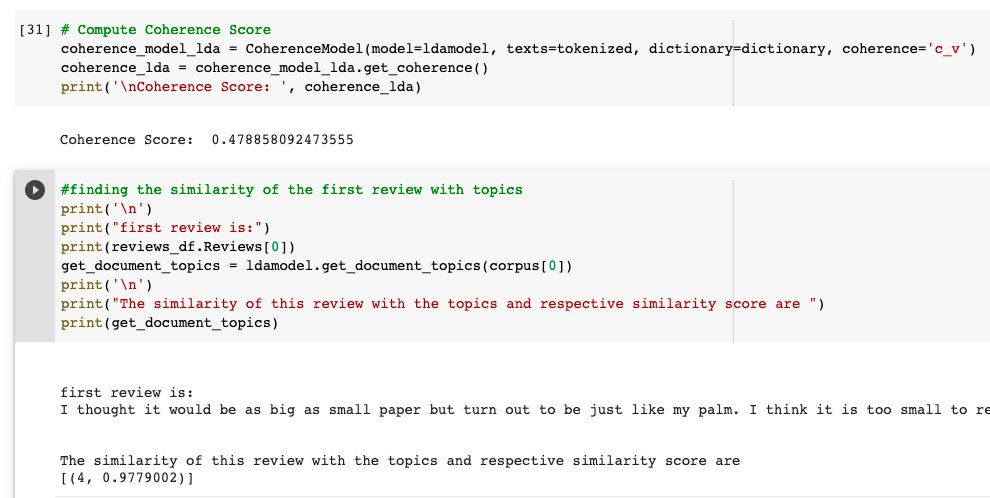 [31] # Compute Coherence Score
coherence_model_lda = CoherenceModel(model=ldamodel, texts=tokenized, dictionary=dictionary, coherence='c_v')
coherence_lda = coherence_model_lda.get_coherence()
print('\nCoherence Score: ', coherence_lda)
Coherence Score:  0.478858092473555
#finding the similarity of the first review with topics
print('\n')
print("first review is:")
print(reviews_df.Reviews[0])
get_document_topics = ldamodel.get_document_topics(corpus[0])
print('\n')
print("The similarity of this review with the topics and respective similarity score are ")
print(get_document_topics)
first review is:
I thought it would be as big as small paper but turn out to be just like my palm. I think it is too small to re
The similarity of this review with the topics and respective similarity score are
[(4, 0.9779002)]